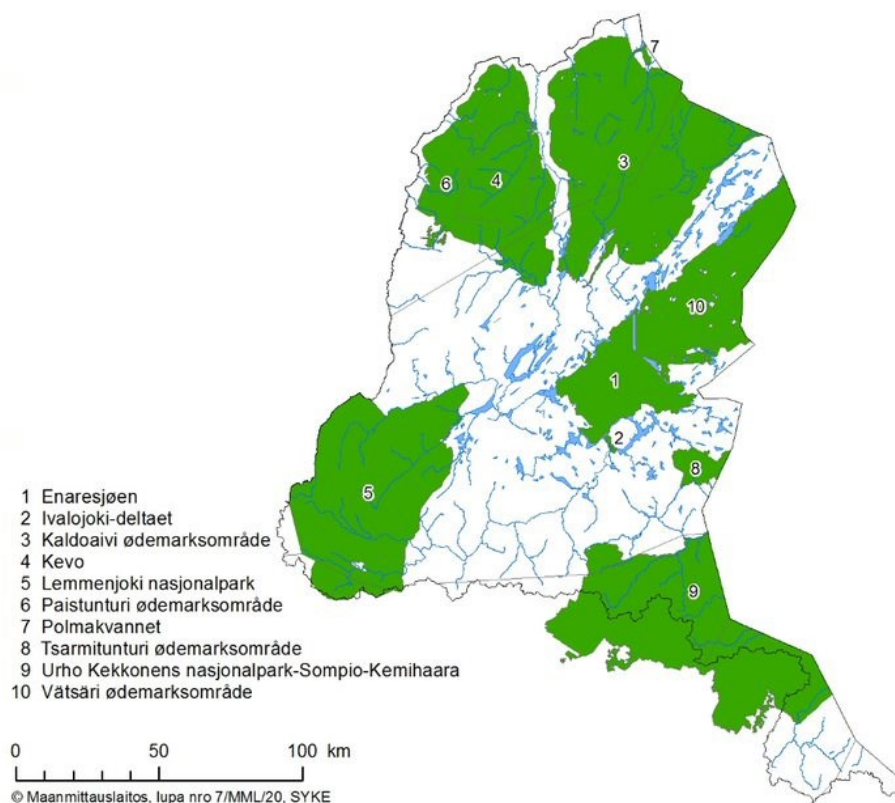 7
3
4
6
10
1
2
8
5
9
1 Enaresjøen
2 Ivalojoki-deltaet
3 Kaldoaivi ødemarksområde
4 Kevo
5 Lemmenjoki nasjonalpark
6 Paistunturi ødemarksområde
7 Polmakvannet
8 Tsarmitunturi ødemarksområde
9 Urho Kekkonens nasjonalpark-Sompio-Kemihaara
10 Vätsäri ødemarksområde
0 50 100 km
© Maanmittauslaitos, lupa nro 7/MML/20, SYKE